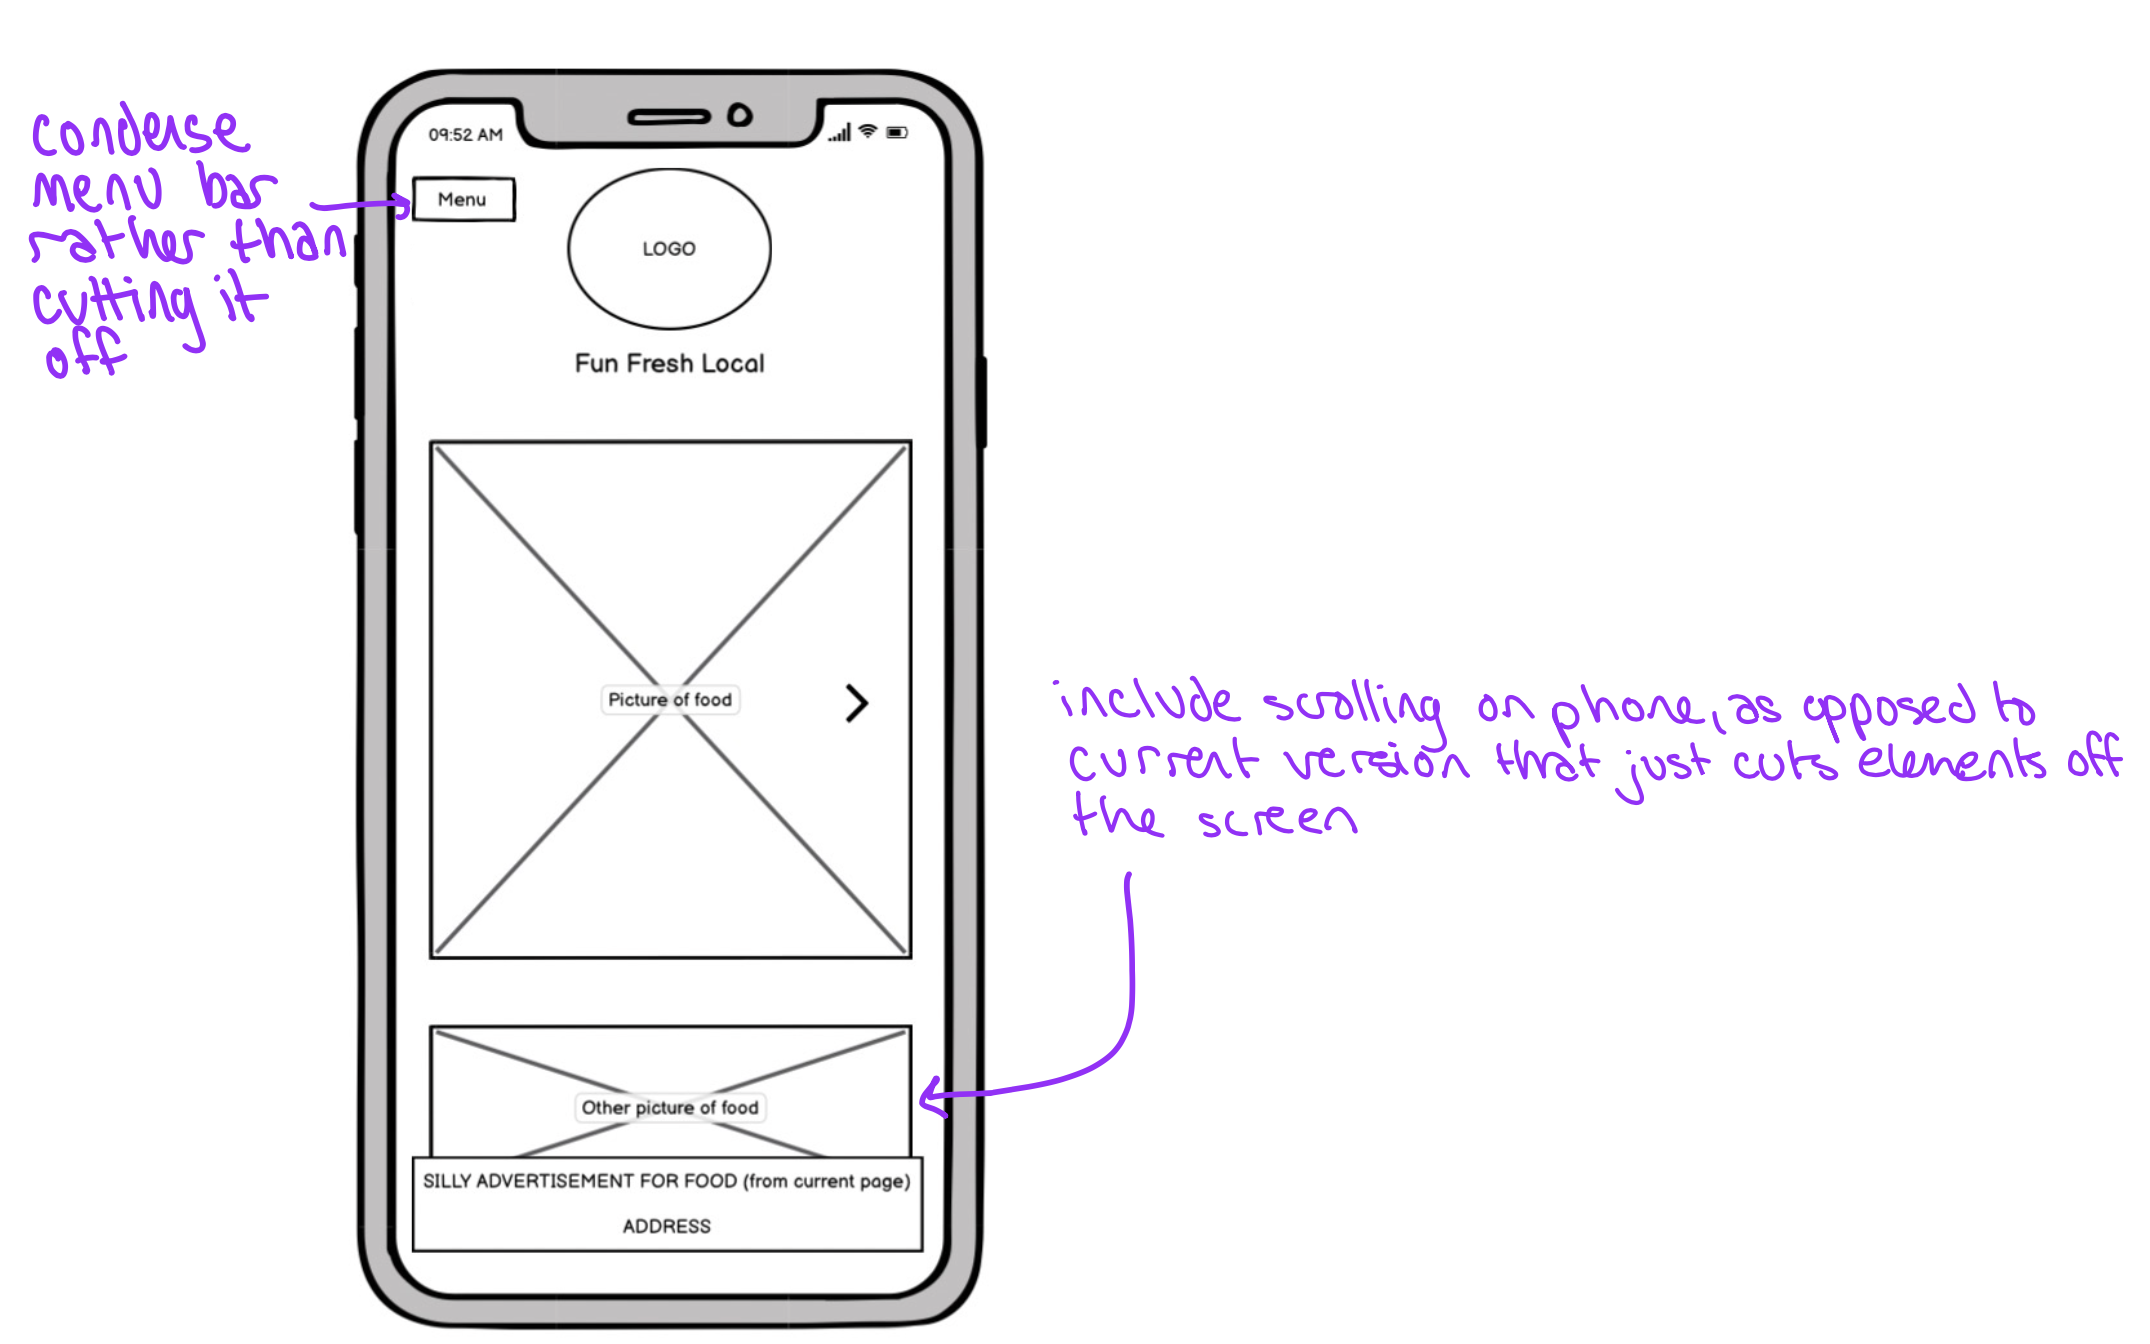 condense
menu bar
rather than
cutting it
off
09:52 AM
Menu
LOGO
Fun Fresh Local
Picture of food
include scrolling on phone, as opposed to
current version that just cuts elements off
the screen
Other picture of food
SILLY ADVERTISEMENT FOR FOOD (from current page)
ADDRESS